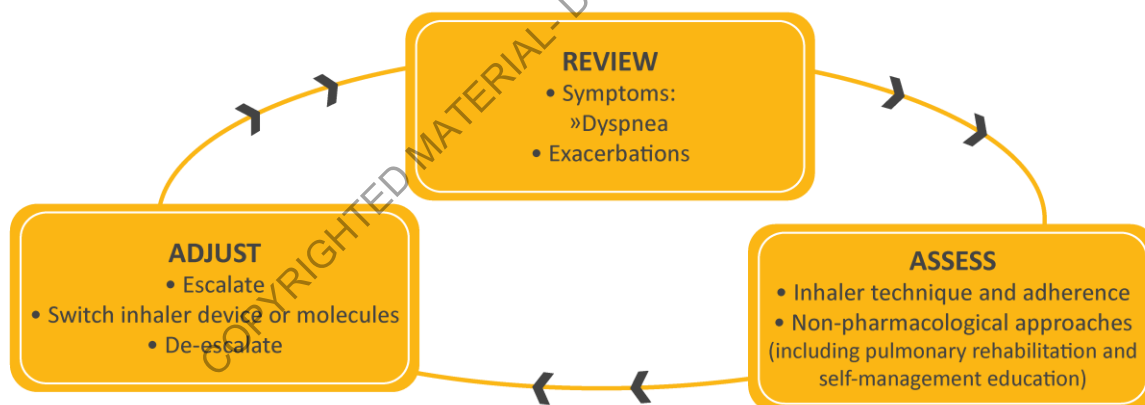 COPYRIGHTED MATERIAL- D
REVIEW
• Symptoms:
»Dyspnea
• Exacerbations
ADJUST
• Escalate
• Switch inhaler device or molecules
• De-escalate
ASSESS
• Inhaler technique and adherence
• Non-pharmacological approaches
(including pulmonary rehabilitation and
self-management education)